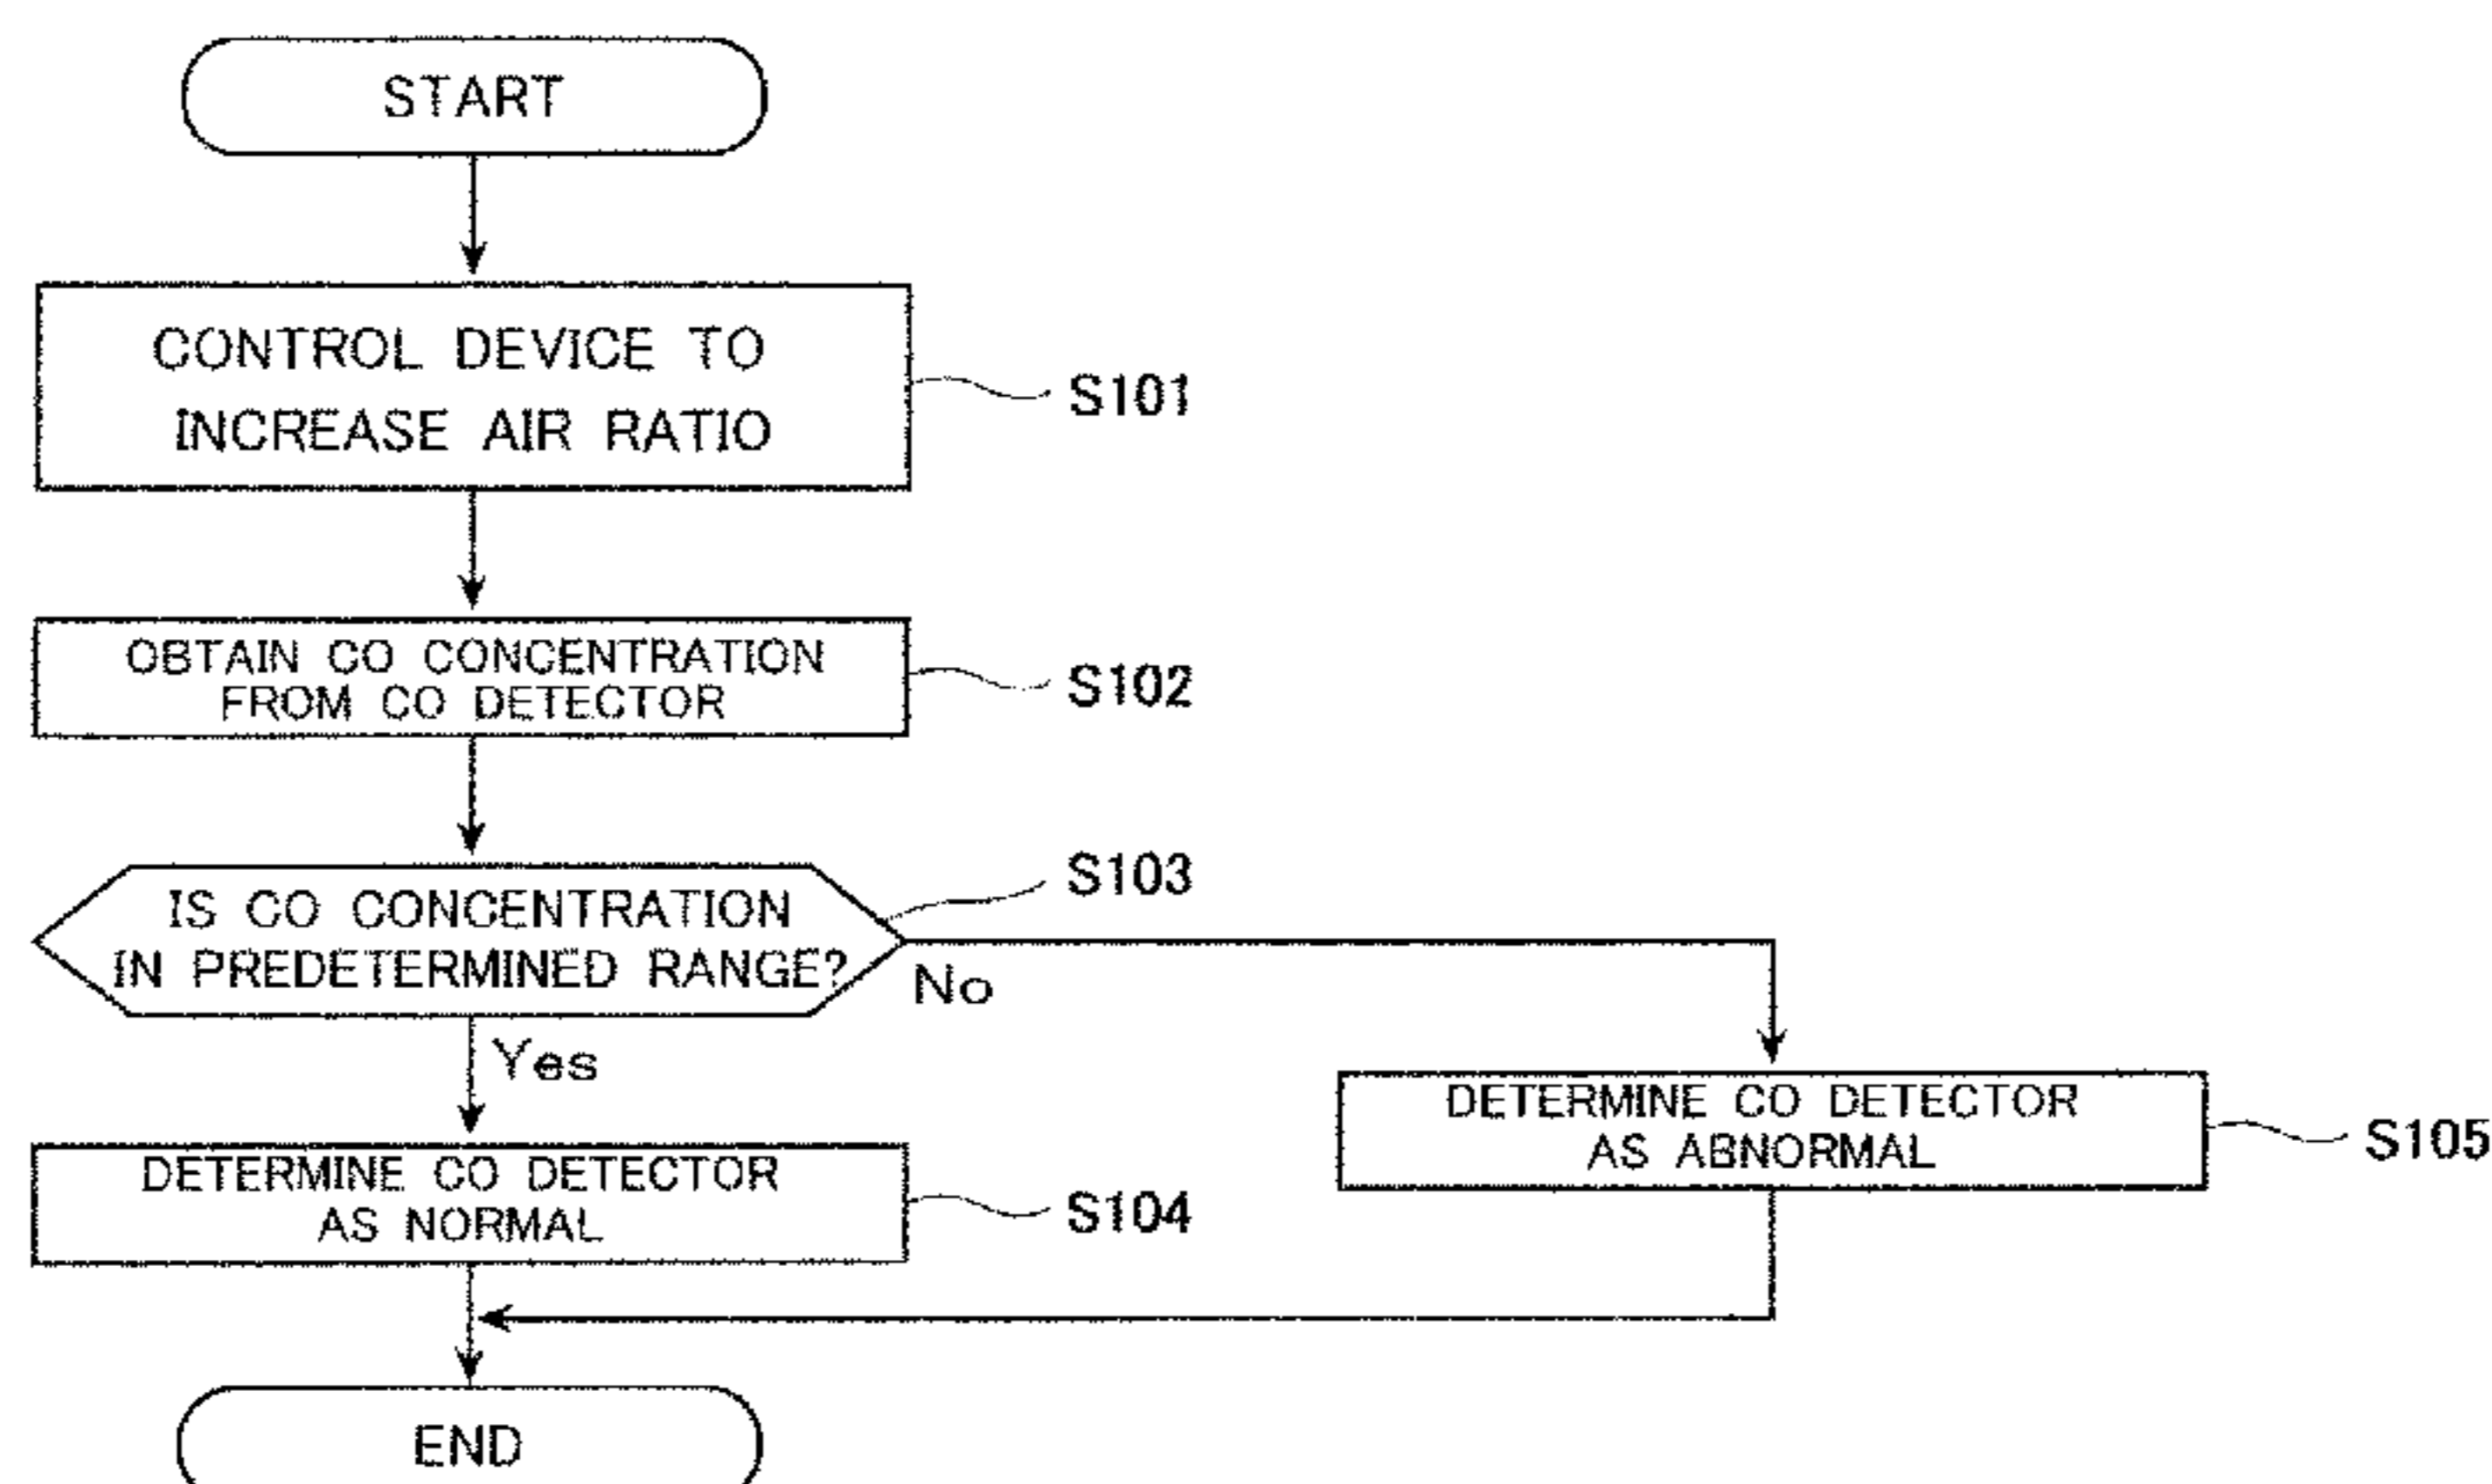 START
CONTROL DEVICE TO
INCREASE AIR RATIO
S101
OBTAIN CO CONCENTRATION
FROM CO DETECTOR
S102
IS CO CONCENTRATION
IN PREDETERMINED RANGE?
S103
No
Yes
DETERMINE CO DETECTOR
AS NORMAL
S104
DETERMINE CO DETECTOR
AS ABNORMAL
S105
END